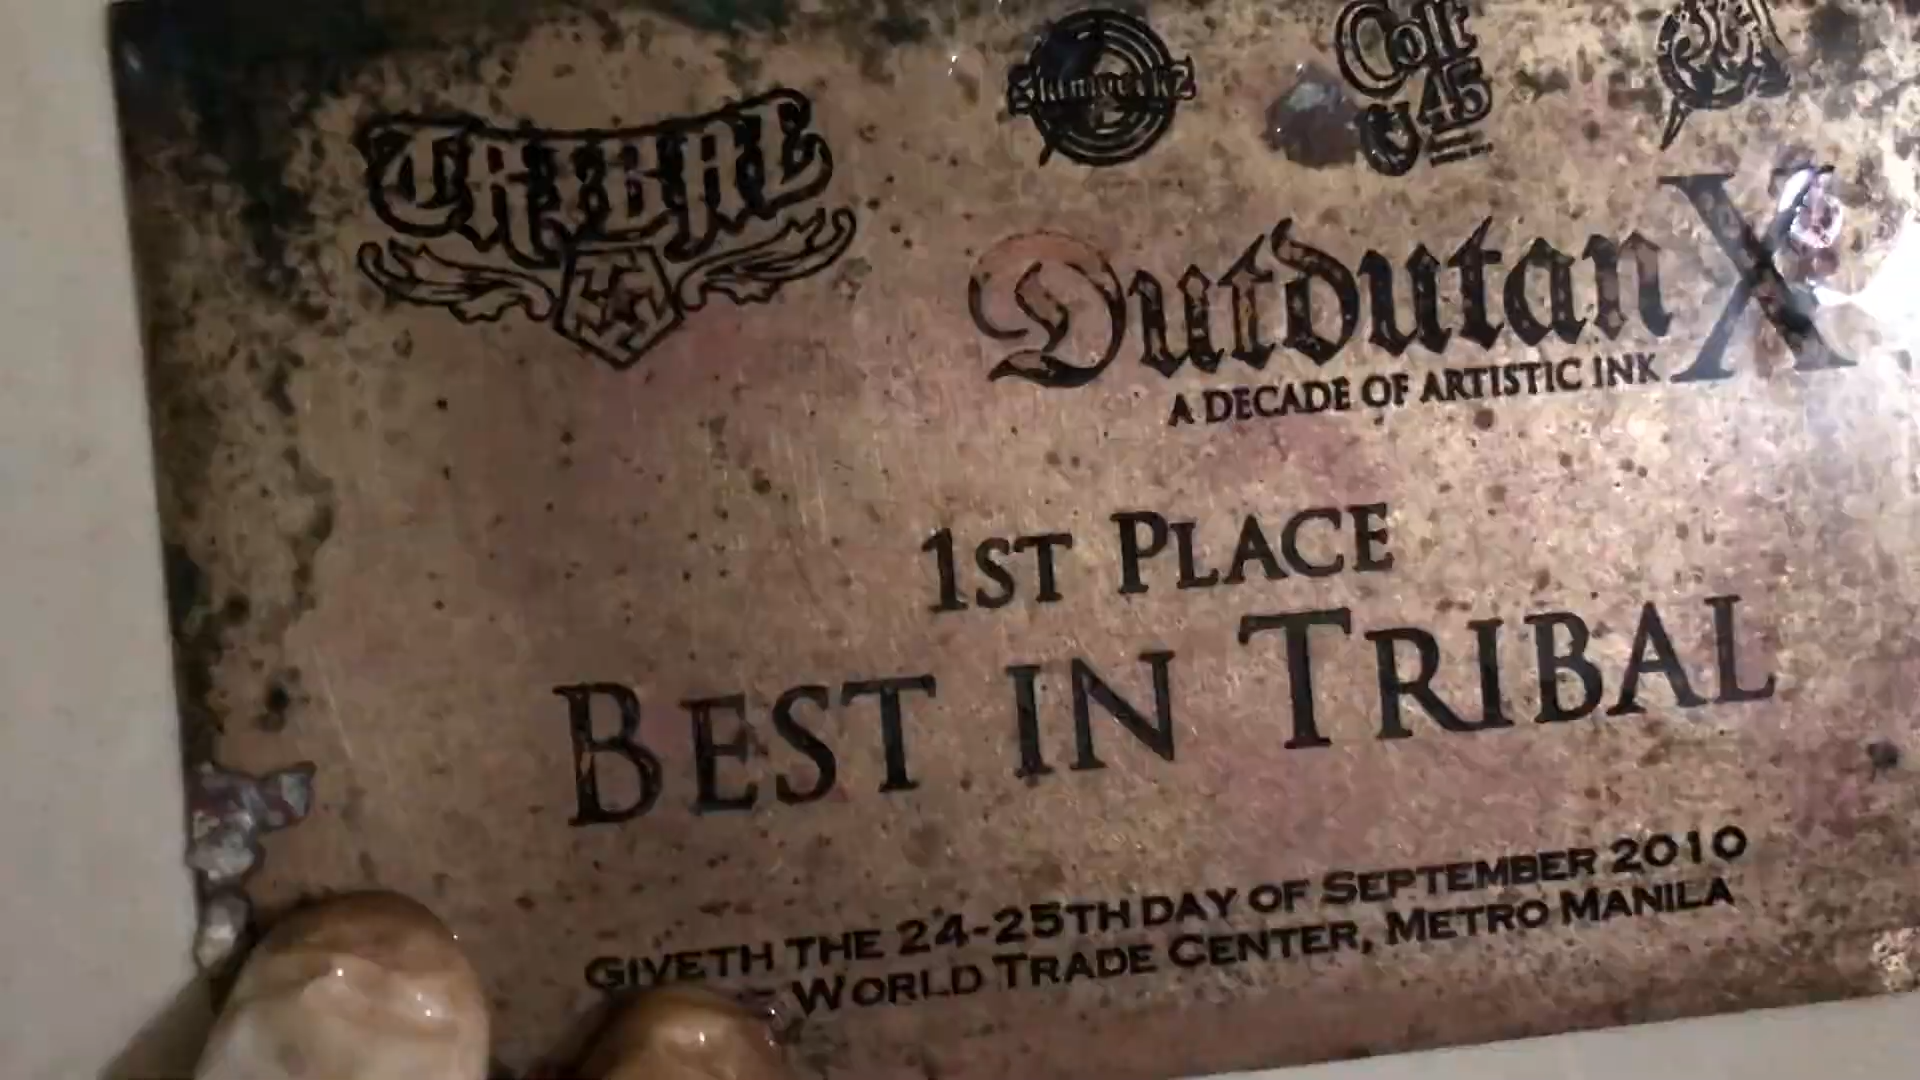 TRIBAL
Slamwerkz
Colt
45
Dutdutan X
A DECADE OF ARTISTIC INK
1ST PLACE
BEST IN TRIBAL
GIVETH THE 24-25TH DAY OF SEPTEMBER 2010
WORLD TRADE CENTER, METRO MANILA